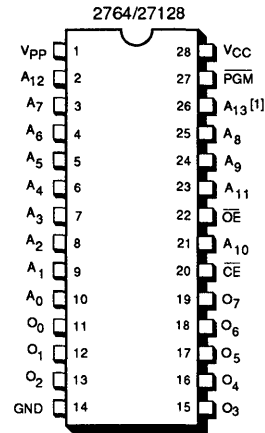 2764/27128
VPP 1 28 VCC
A12 2 27 PGM
A7 3 26 A13 [1]
A6 4 25 A8
A5 5 24 A9
A4 6 23 A11
A3 7 22 OE
A2 8 21 A10
A1 9 20 CE
A0 10 19 O7
O0 11 18 O6
O1 12 17 O5
O2 13 16 O4
GND 14 15 O3